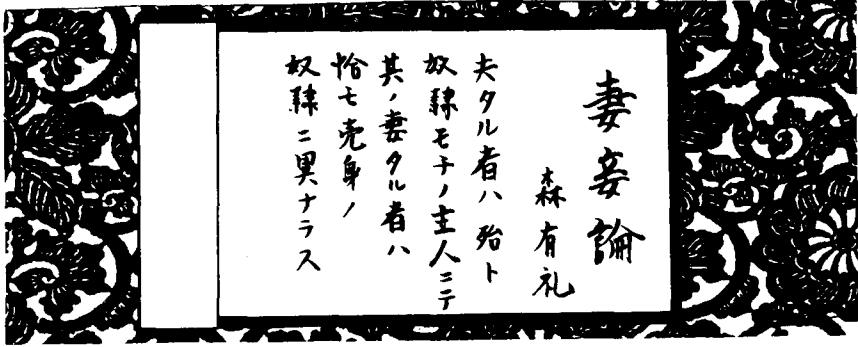 妻妾論
森有礼
夫タル者ハ殆ト
奴隷モチノ主人ニテ
其ノ妻タル者ハ
恰モ売身ノ
奴隷ニ異ナラス